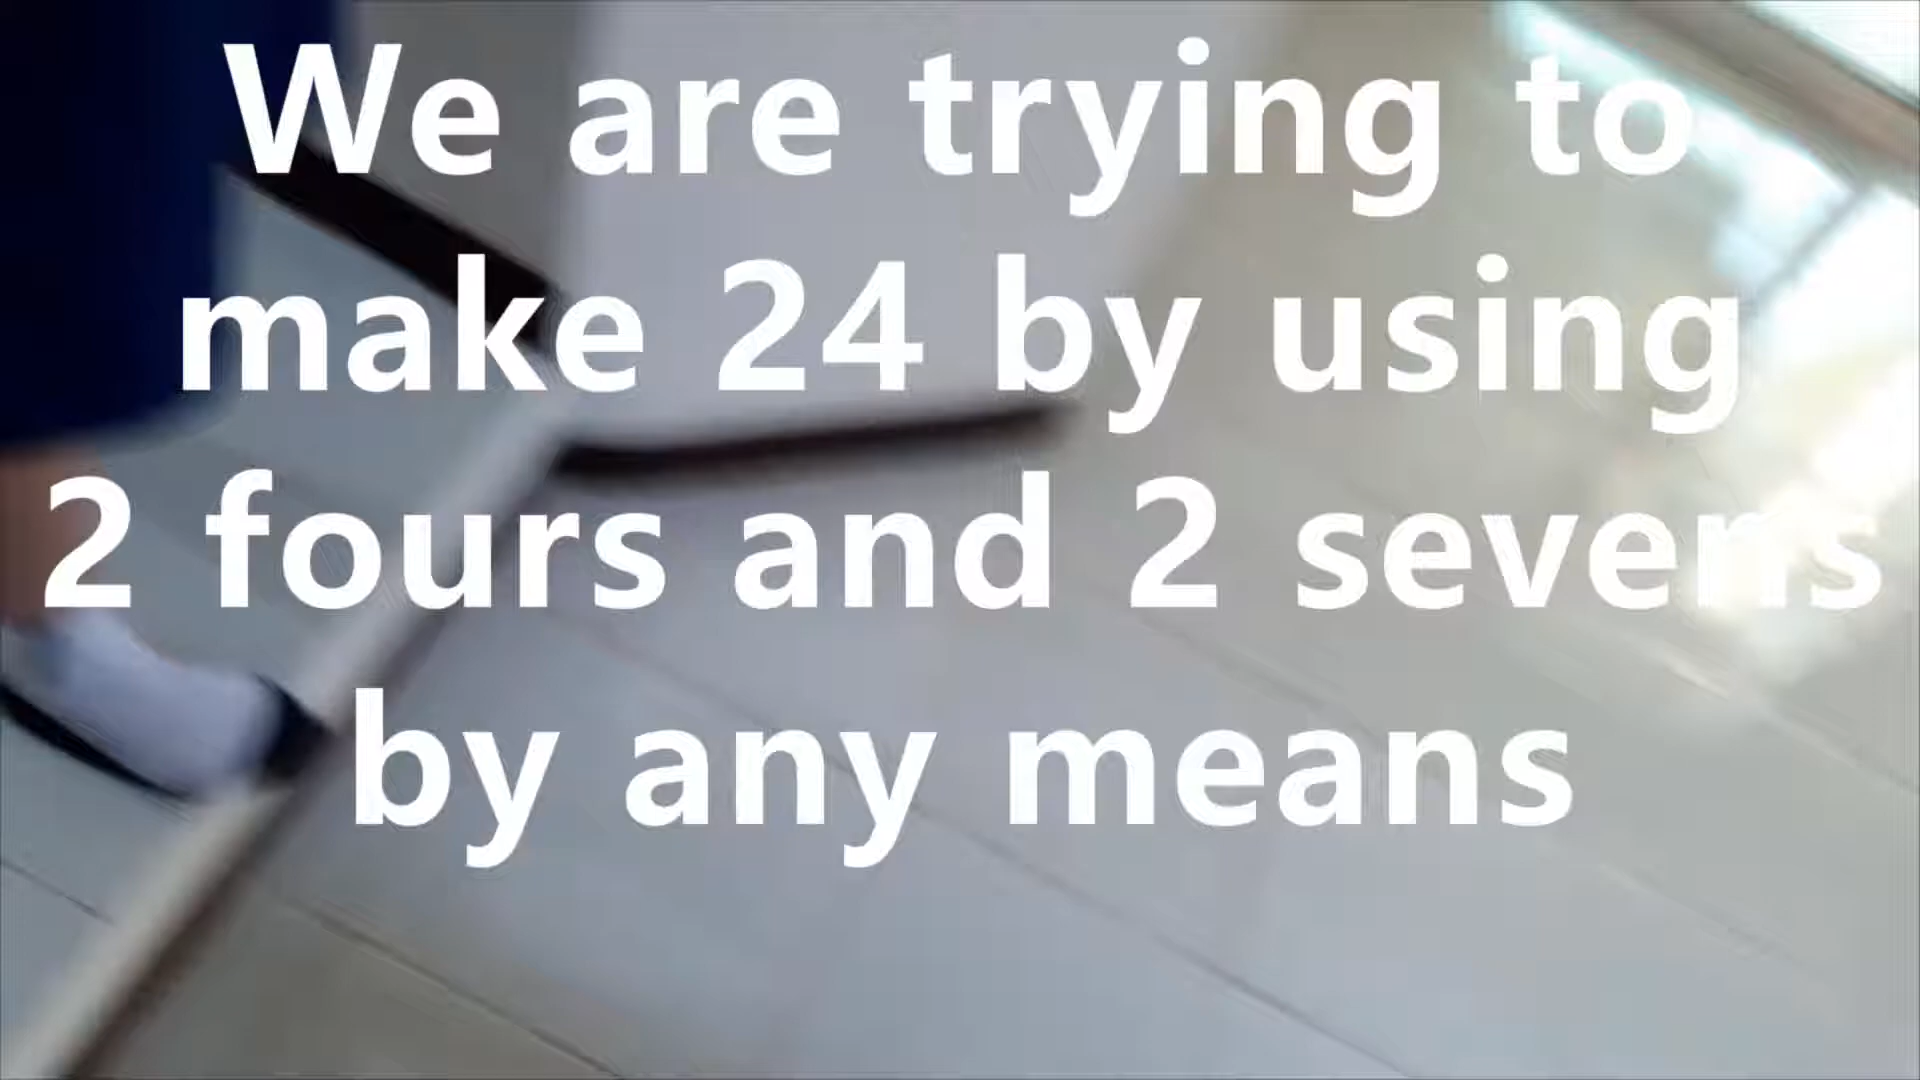 We are trying to
make 24 by using
2 fours and 2 sevens
by any means